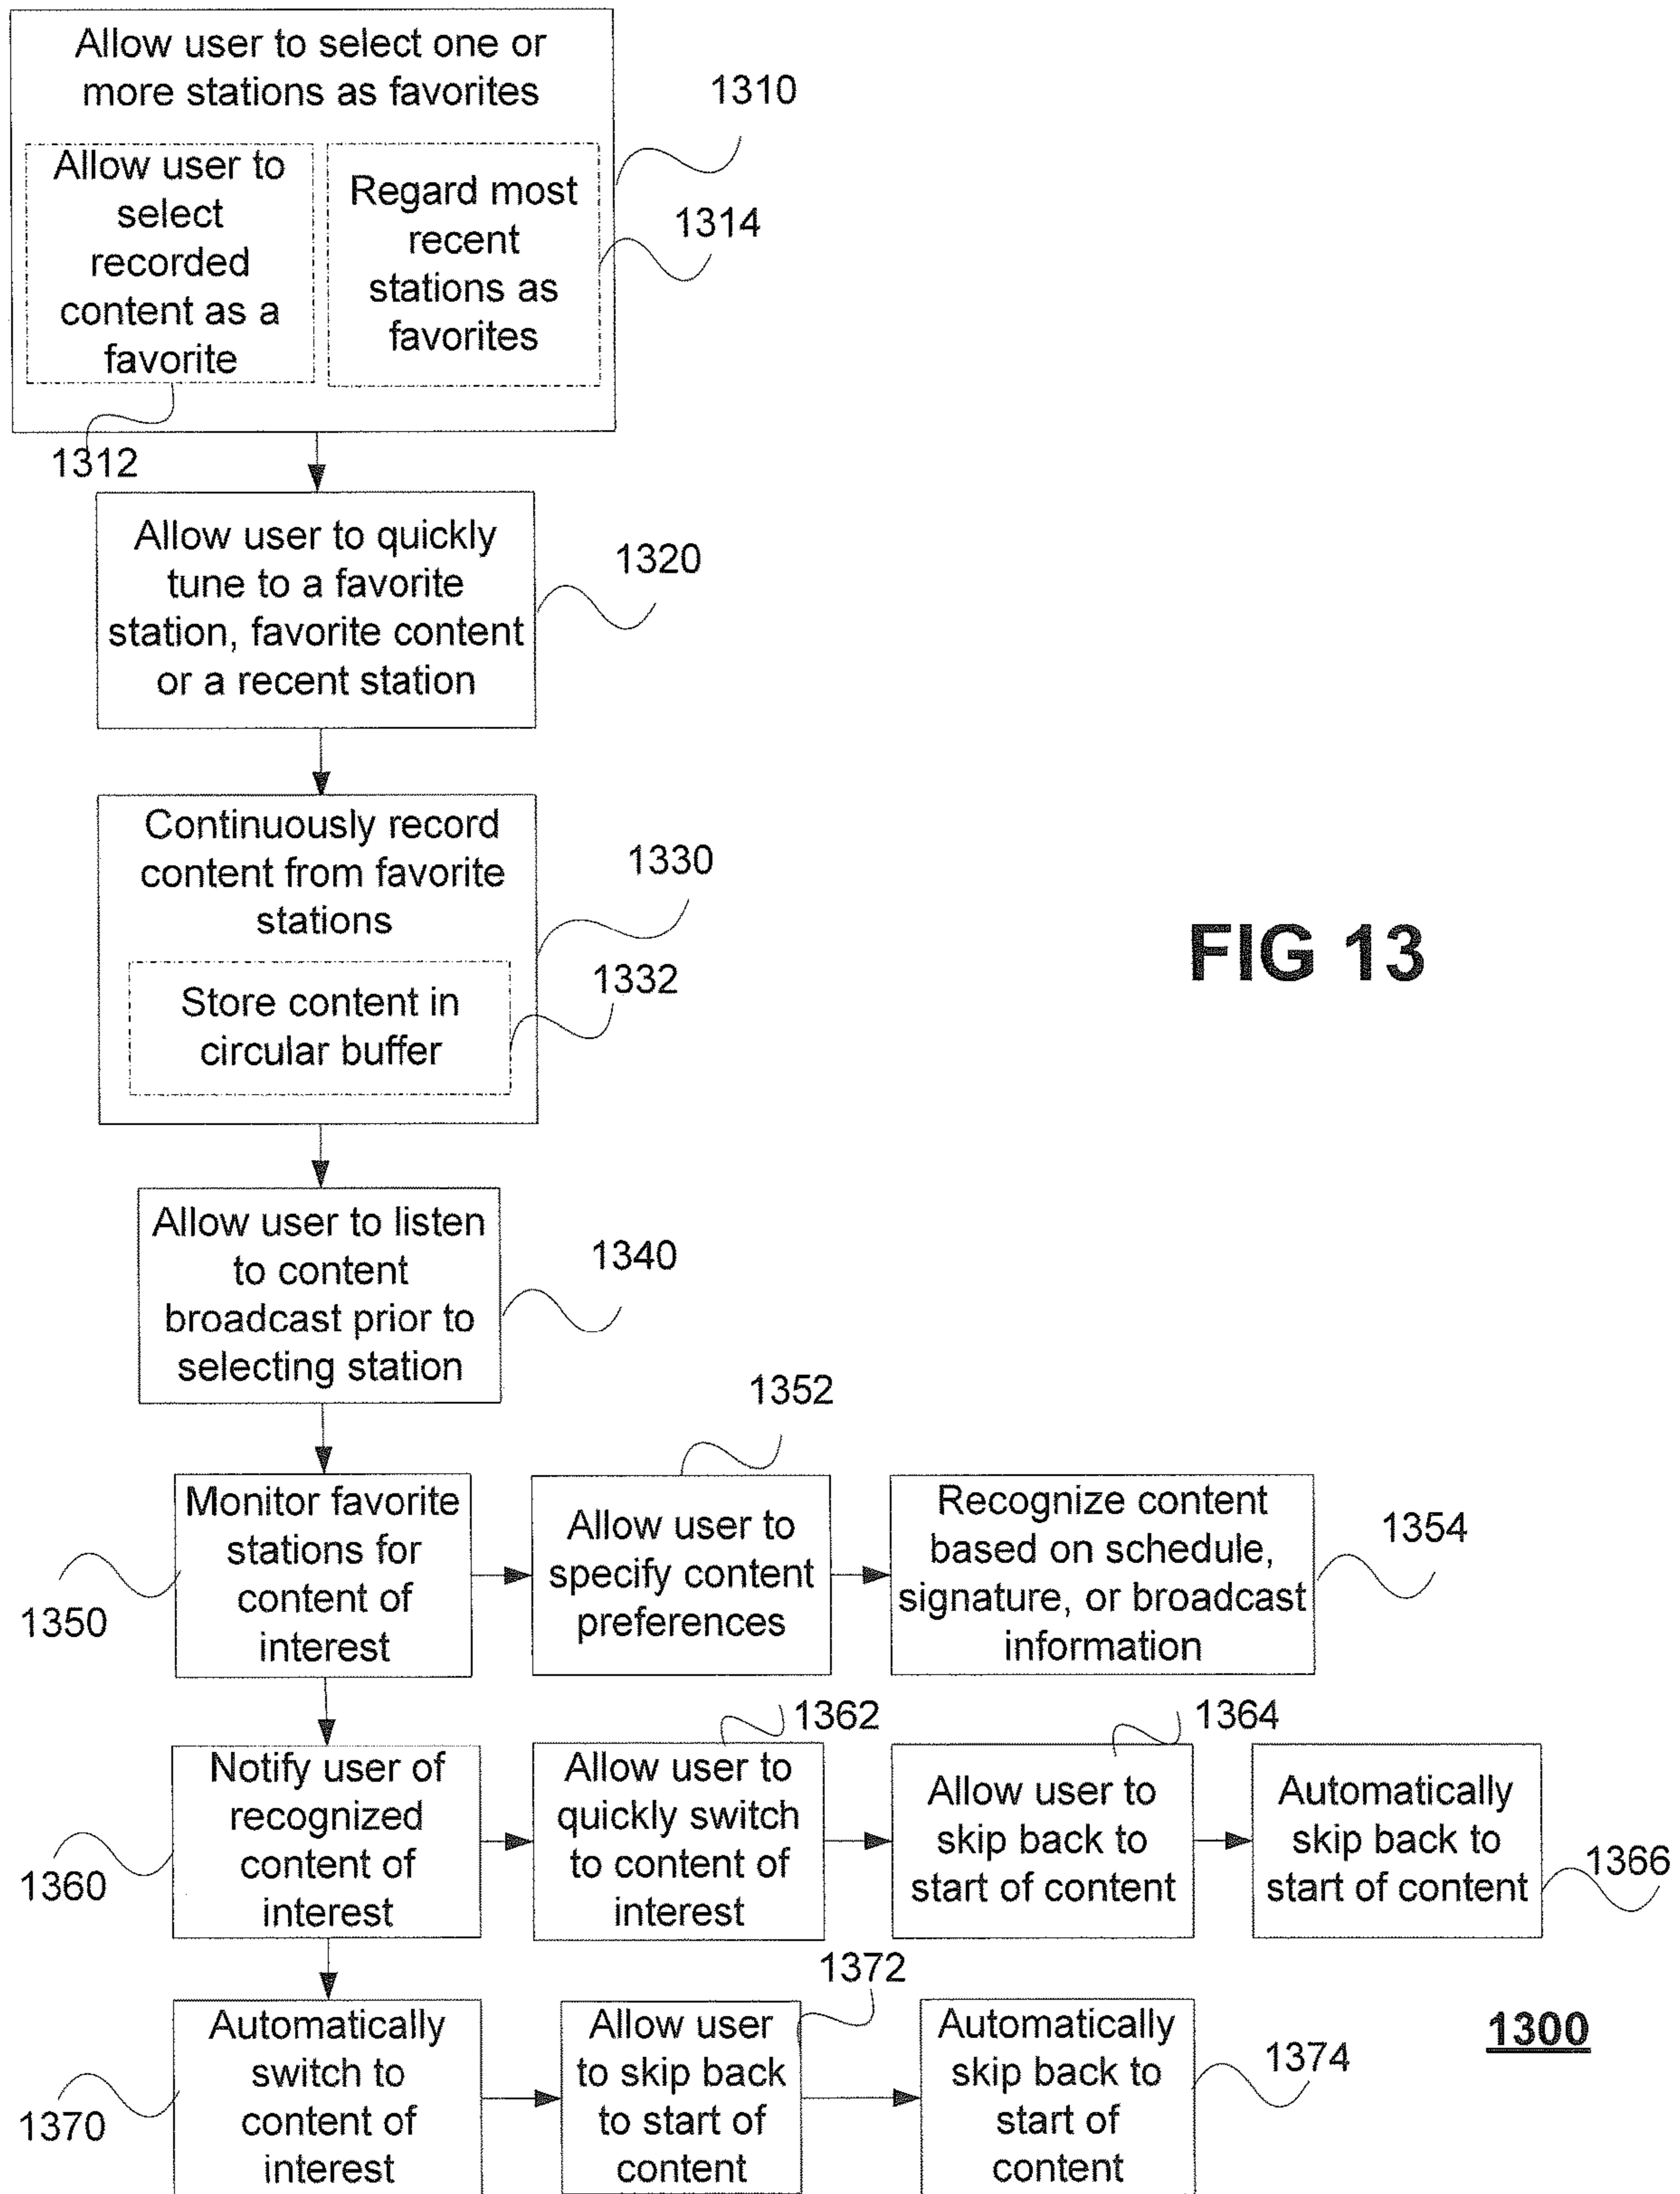 Allow user to select one or
more stations as favorites
1310
Allow user to
select
recorded
content as a
favorite
Regard most
recent
stations as
favorites
1314
1312
Allow user to quickly
tune to a favorite
station, favorite content
or a recent station
1320
Continuously record
content from favorite
stations
1330
Store content in
circular buffer
1332
FIG 13
Allow user to listen
to content
broadcast prior to
selecting station
1340
Monitor favorite
stations for
content of
interest
1350
1352
Allow user to
specify content
preferences
Recognize content
based on schedule,
signature, or broadcast
information
1354
Notify user of
recognized
content of
interest
1360
1362
Allow user to
quickly switch
to content of
interest
1364
Allow user to
skip back to
start of content
Automatically
skip back to
start of content
1366
Automatically
switch to
content of
interest
1370
1372
Allow user
to skip back
to start of
content
Automatically
skip back to
start of
content
1374
1300